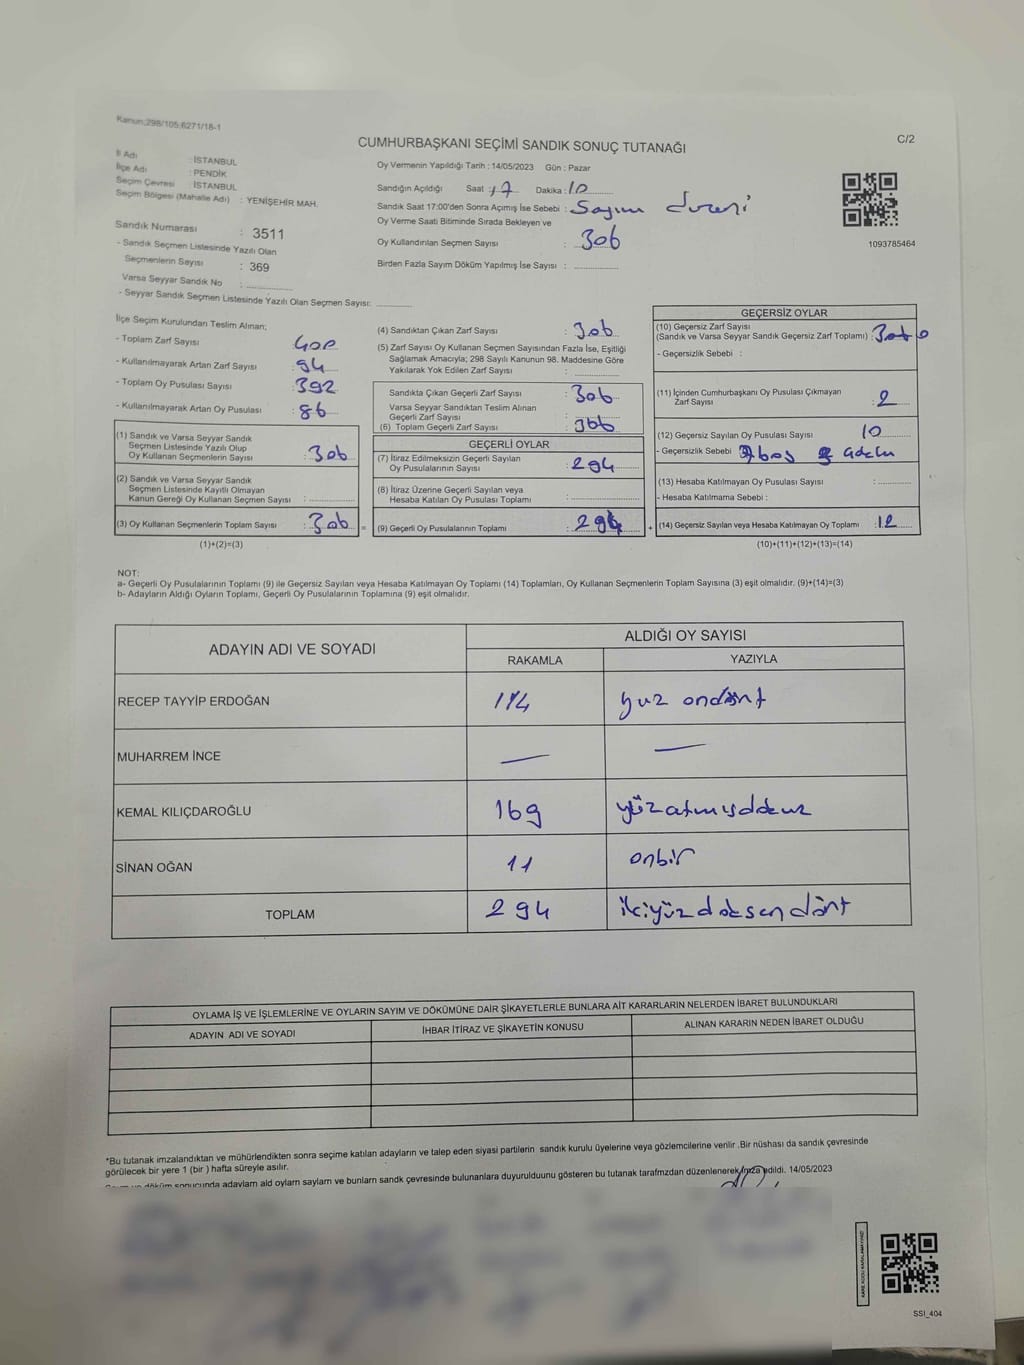 Kanun;298/105;6271/18-1
CUMHURBAŞKANI SEÇİMİ SANDIK SONUÇ TUTANAĞI
C/2
İl Adı : İSTANBUL
İlçe Adı : PENDİK
Seçim Çevresi : İSTANBUL
Seçim Bölgesi (Mahalle Adı) : YENİŞEHİR MAH.
Sandık Numarası : 3511
- Sandık Seçmen Listesinde Yazılı Olan
Seçmenlerin Sayısı : 369
Varsa Seyyar Sandık No :
- Seyyar Sandık Seçmen Listesinde Yazılı Olan Seçmen Sayısı:
Oy Vermenin Yapıldığı Tarih : 14/05/2023 Gün : Pazar
Sandığın Açıldığı Saat : 17 Dakika : 10
Sandık Saat 17:00'den Sonra Açımış İse Sebebi : Sayım düzeni
Oy Verme Saati Bitiminde Sırada Bekleyen ve
Oy Kullandırılan Seçmen Sayısı : 306
Birden Fazla Sayım Döküm Yapılmış İse Sayısı :
1093785464
İlçe Seçim Kurulundan Teslim Alınan;
- Toplam Zarf Sayısı : 400
- Kullanılmayarak Artan Zarf Sayısı : 94
- Toplam Oy Pusulası Sayısı : 392
- Kullanılmayarak Artan Oy Pusulası : 86
(1) Sandık ve Varsa Seyyar Sandık
Seçmen Listesinde Yazılı Olup
Oy Kullanan Seçmenlerin Sayısı : 306
(2) Sandık ve Varsa Seyyar Sandık
Seçmen Listesinde Kayıtlı Olmayan
Kanun Gereği Oy Kullanan Seçmen Sayısı :
(3) Oy Kullanan Seçmenlerin Toplam Sayısı : 306 =
(1)+(2)=(3)
(4) Sandıktan Çıkan Zarf Sayısı : 306
(5) Zarf Sayısı Oy Kullanan Seçmen Sayısından Fazla İse, Eşitliği
Sağlamak Amacıyla; 298 Sayılı Kanunun 98. Maddesine Göre
Yakılarak Yok Edilen Zarf Sayısı :
Sandıkta Çıkan Geçerli Zarf Sayısı : 306
Varsa Seyyar Sandıktan Teslim Alınan
Geçerli Zarf Sayısı :
(6) Toplam Geçerli Zarf Sayısı : 306
GEÇERLİ OYLAR
(7) İtiraz Edilmeksizin Geçerli Sayılan
Oy Pusulalarının Sayısı : 294
(8) İtiraz Üzerine Geçerli Sayılan veya
Hesaba Katılan Oy Pusulası Toplamı :
(9) Geçerli Oy Pusulalarının Toplamı : 294 +
GEÇERSİZ OYLAR
(10) Geçersiz Zarf Sayısı
(Sandık ve Varsa Seyyar Sandık Geçersiz Zarf Toplamı) : 0
- Geçersizlik Sebebi :
(11) İçinden Cumhurbaşkanı Oy Pusulası Çıkmayan
Zarf Sayısı : 2
(12) Geçersiz Sayılan Oy Pusulası Sayısı 10
- Geçersizlik Sebebi boş adetli
(13) Hesaba Katılmayan Oy Pusulası Sayısı :
- Hesaba Katılmama Sebebi :
(14) Geçersiz Sayılan veya Hesaba Katılmayan Oy Toplamı : 12
(10)+(11)+(12)+(13)=(14)
NOT:
a- Geçerli Oy Pusulalarının Toplamı (9) ile Geçersiz Sayılan veya Hesaba Katılmayan Oy Toplamı (14) Toplamları, Oy Kullanan Seçmenlerin Toplam Sayısına (3) eşit olmalıdır. (9)+(14)=(3)
b- Adayların Aldığı Oyların Toplamı, Geçerli Oy Pusulalarının Toplamına (9) eşit olmalıdır.
ADAYIN ADI VE SOYADI
ALDIĞI OY SAYISI
RAKAMLA YAZIYLA
RECEP TAYYİP ERDOĞAN 114 yuz ondört
MUHARREM İNCE — —
KEMAL KILIÇDAROĞLU 169 yüzatmışdokuz
SİNAN OĞAN 11 onbir
TOPLAM 294 ikiyüzdoksandört
OYLAMA İŞ VE İŞLEMLERİNE VE OYLARIN SAYIM VE DÖKÜMÜNE DAİR ŞİKAYETLERLE BUNLARA AİT KARARLARIN NELERDEN İBARET BULUNDUKLARI
ADAYIN ADI VE SOYADI İHBAR İTİRAZ VE ŞİKAYETİN KONUSU ALINAN KARARIN NEDEN İBARET OLDUĞU
*Bu tutanak imzalandıktan ve mühürlendikten sonra seçime katılan adayların ve talep eden siyasi partilerin sandık kurulu üyelerine veya gözlemcilerine verilir .Bir nüshası da sandık çevresinde
görülecek bir yere 1 (bir ) hafta süreyle asılır.
döküm sonucunda adaylarn ald oylarn saylarn ve bunlarn sandk çevresinde bulunanlara duyurulduunu gösteren bu tutanak tarafmzdan düzenlenerek imza edildi. 14/05/2023
SSI_404